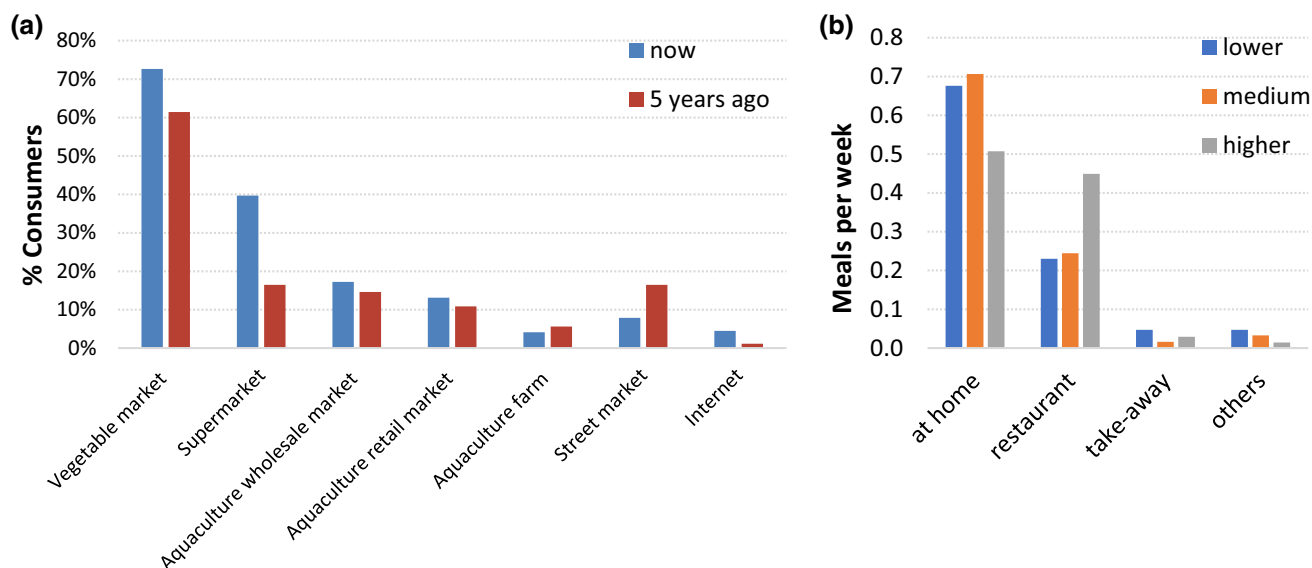 (a)
% Consumers
80%
70%
60%
50%
40%
30%
20%
10%
0%
now
5 years ago
Vegetable market
Supermarket
Aquaculture wholesale market
Aquaculture retail market
Aquaculture farm
Street market
Internet
(b)
Meals per week
0.8
0.7
0.6
0.5
0.4
0.3
0.2
0.1
0.0
lower
medium
higher
at home
restaurant
take-away
others